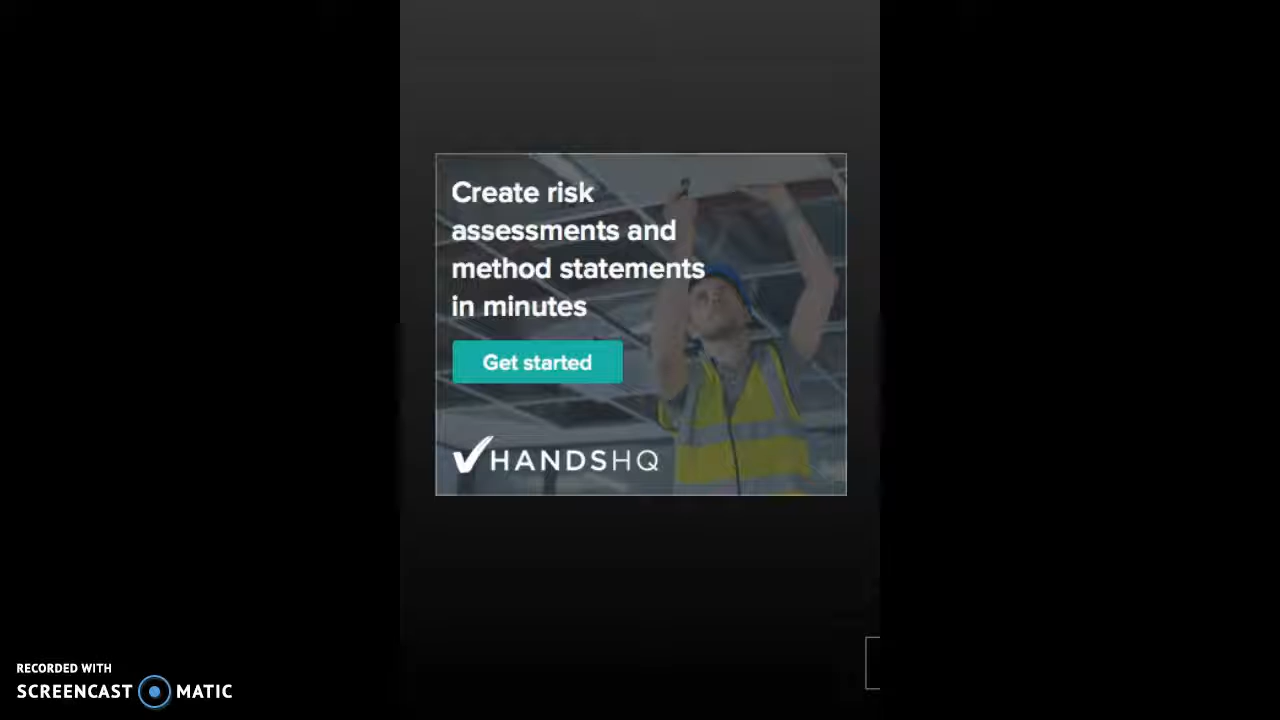 Create risk
assessments and
method statements
in minutes
Get started
HANDSHQ
RECORDED WITH
SCREENCAST MATIC